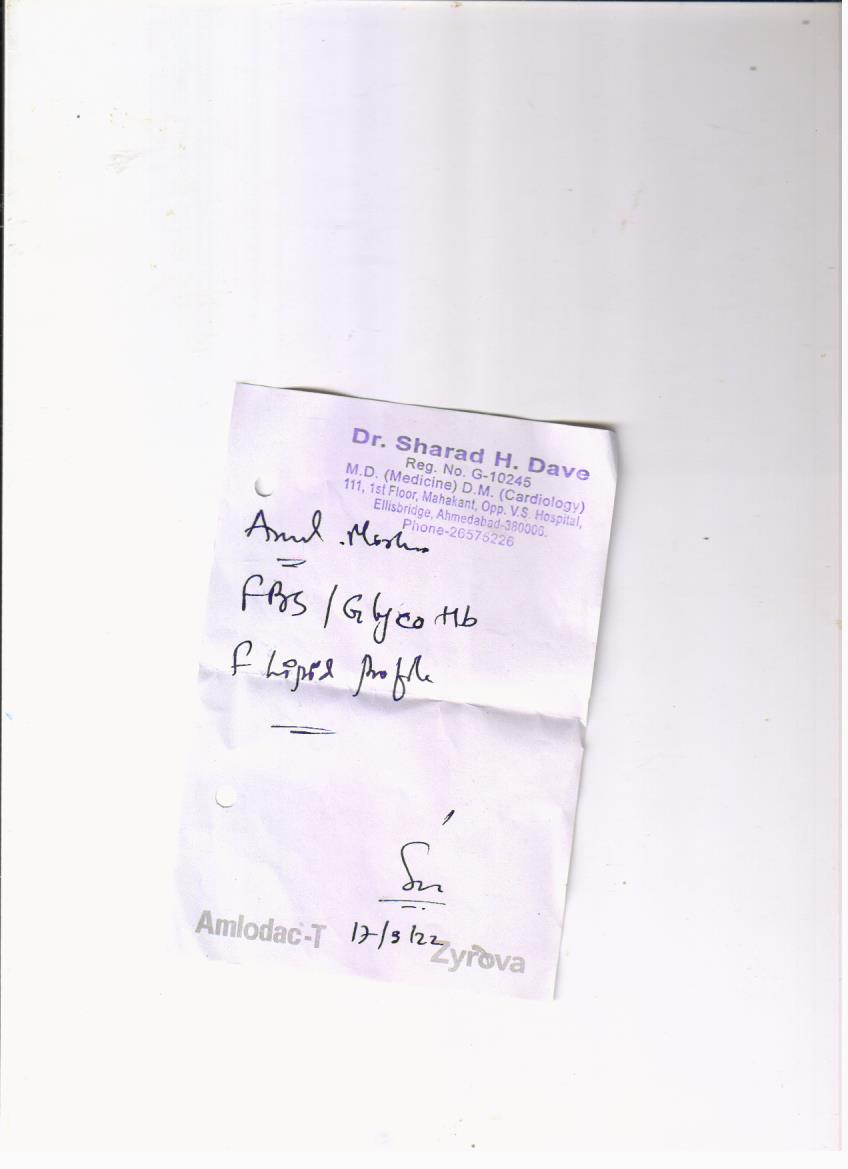 Dr. Sharad H. Dave
Reg. No. G-10245
M.D. (Medicine) D.M. (Cardiology)
111, 1st Floor, Mahakant, Opp. V.S. Hospital,
Ellisbridge, Ahmedabad-380006.
Phone-26575226
FBS / Glyco Hb
F Lipid Profile
17/3/22
Amlodac-T Zyrova